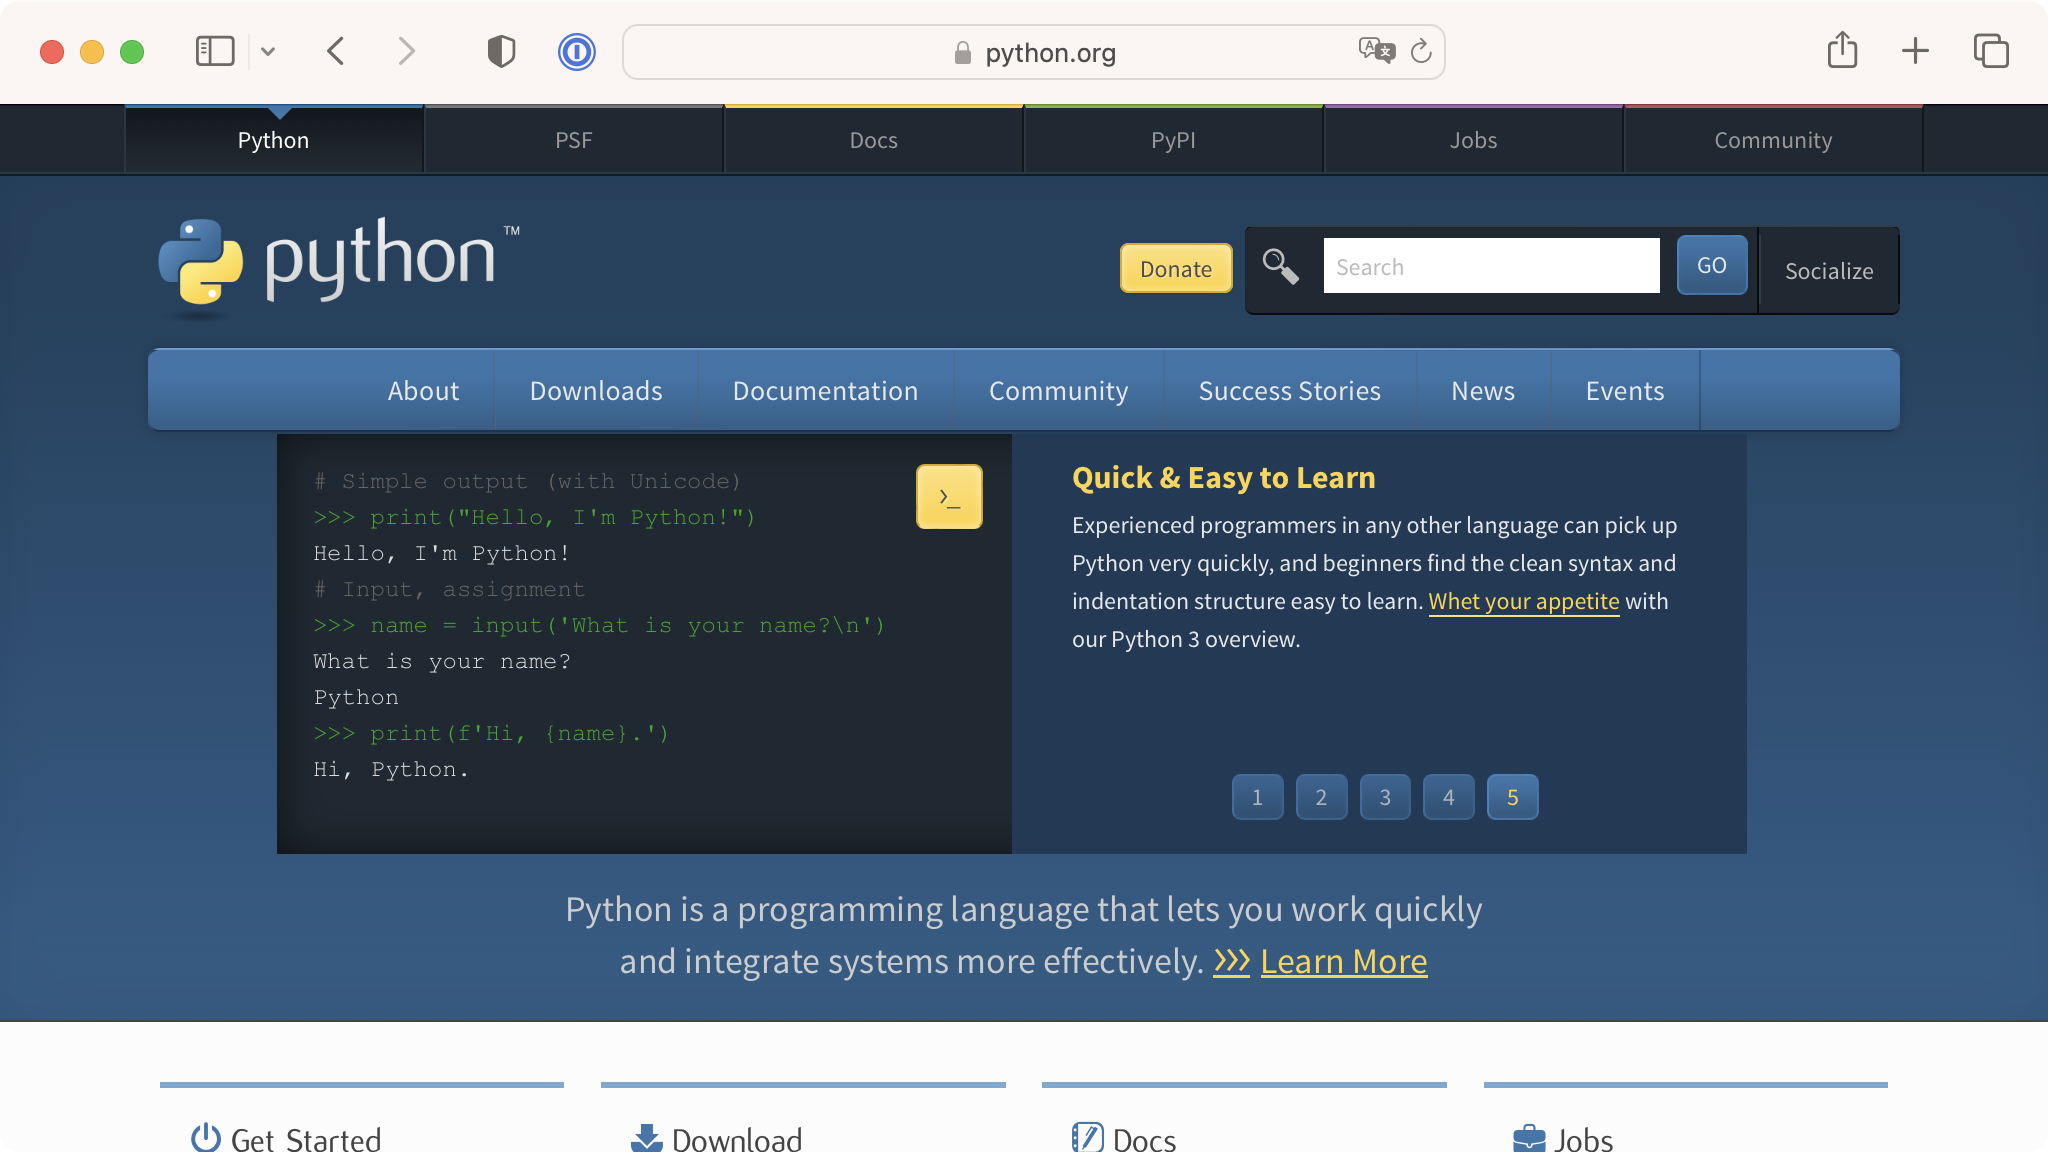 python.org
Python
PSF
Docs
PyPI
Jobs
Community
python™
Donate
Search
GO
Socialize
About
Downloads
Documentation
Community
Success Stories
News
Events
# Simple output (with Unicode)
>>> print("Hello, I'm Python!")
Hello, I'm Python!
# Input, assignment
>>> name = input('What is your name?\n')
What is your name?
Python
>>> print(f'Hi, {name}.')
Hi, Python.
>_
Quick & Easy to Learn
Experienced programmers in any other language can pick up
Python very quickly, and beginners find the clean syntax and
indentation structure easy to learn. Whet your appetite with
our Python 3 overview.
1 2 3 4 5
Python is a programming language that lets you work quickly
and integrate systems more effectively. >>> Learn More
Get Started
Download
Docs
Jobs